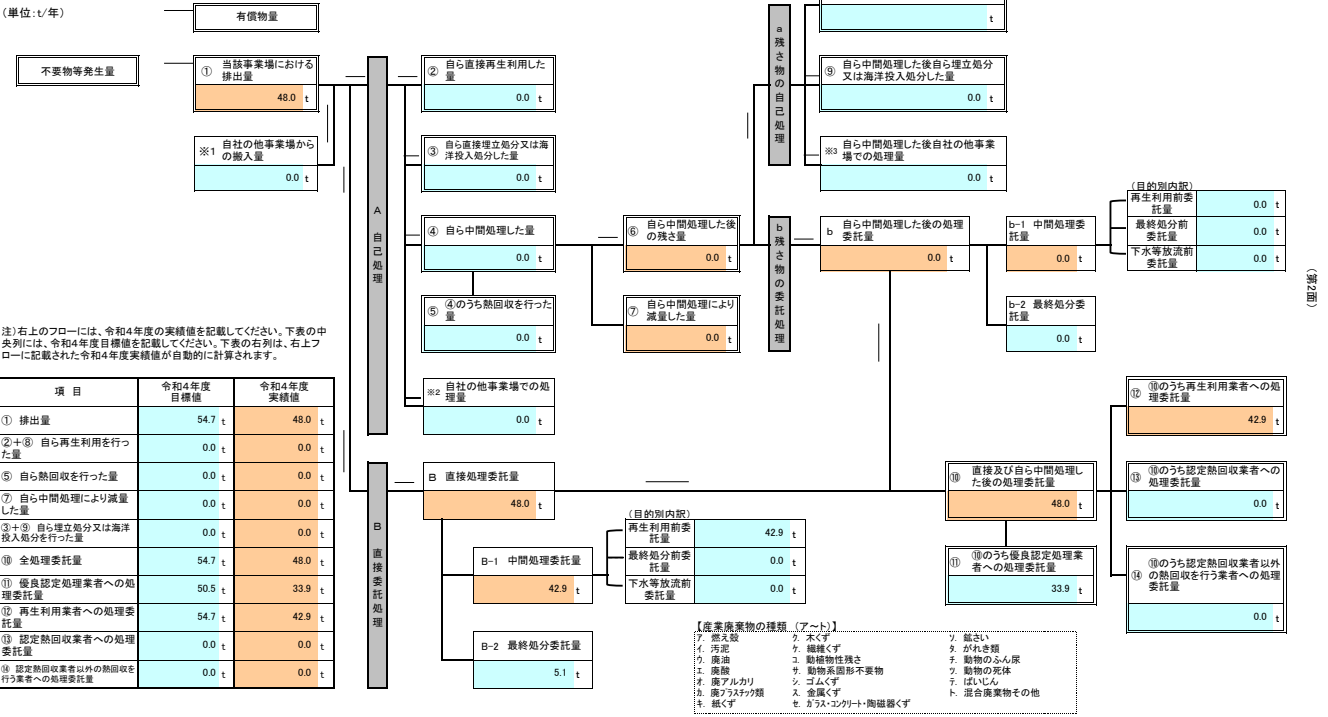 (単位:t/年)
有償物量
t
不要物等発生量
① 当該事業場における
排出量
48.0 t
※1 自社の他事業場から
の搬入量
0.0 t
A 自己処理
② 自ら直接再生利用した
量
0.0 t
③ 自ら直接埋立処分又は海
洋投入処分した量
0.0 t
④ 自ら中間処理した量
0.0 t
⑤ ④のうち熱回収を行った
量
0.0 t
※2 自社の他事業場での処
理量
0.0 t
⑥ 自ら中間処理した後
の残さ量
0.0 t
⑦ 自ら中間処理により
減量した量
0.0 t
a 残さ物の自己処理
⑨ 自ら中間処理した後自ら埋立処分
又は海洋投入処分した量
0.0 t
※3 自ら中間処理した後自社の他事業
場での処理量
0.0 t
b 残さ物の委託処理
b 自ら中間処理した後の処理
委託量
0.0 t
b-1 中間処理委
託量
0.0 t
(目的別内訳)
再生利用前委
託量
0.0 t
最終処分前
委託量
0.0 t
下水等放流前
委託量
0.0 t
b-2 最終処分委
託量
0.0 t
(第2面)
注)右上のフローには、令和4年度の実績値を記載してください。下表の中
央列には、令和4年度目標値を記載してください。下表の右列は、右上フ
ローに記載された令和4年度実績値が自動的に計算されます。
項 目 令和4年度 目標値 令和4年度 実績値
① 排出量 54.7 t 48.0 t
②+⑧ 自ら再生利用を行っ
た量 0.0 t 0.0 t
⑤ 自ら熱回収を行った量 0.0 t 0.0 t
⑦ 自ら中間処理により減量
した量 0.0 t 0.0 t
③+⑨ 自ら埋立処分又は海洋
投入処分を行った量 0.0 t 0.0 t
⑩ 全処理委託量 54.7 t 48.0 t
⑪ 優良認定処理業者への処
理委託量 50.5 t 33.9 t
⑫ 再生利用業者への処理委
託量 54.7 t 42.9 t
⑬ 認定熱回収業者への処理
委託量 0.0 t 0.0 t
⑭ 認定熱回収業者以外の熱回収を
行う業者への処理委託量 0.0 t 0.0 t
B 直接委託処理
B 直接処理委託量
48.0 t
B-1 中間処理委託量
42.9 t
(目的別内訳)
再生利用前委
託量
42.9 t
最終処分前委
託量
0.0 t
下水等放流前
委託量
0.0 t
B-2 最終処分委託量
5.1 t
⑩ 直接及び自ら中間処理し
た後の処理委託量
48.0 t
⑪ ⑩のうち優良認定処理業
者への処理委託量
33.9 t
⑫ ⑩のうち再生利用業者への処
理委託量
42.9 t
⑬ ⑩のうち認定熱回収業者への
処理委託量
0.0 t
⑭ ⑩のうち認定熱回収業者以外
の熱回収を行う業者への処理
委託量
0.0 t
【産業廃棄物の種類 (ア~ト)】
ア. 燃え殻 ク. 木くず ソ. 鉱さい
イ. 汚泥 ケ. 繊維くず タ. がれき類
ウ. 廃油 コ. 動植物性残さ チ. 動物のふん尿
エ. 廃酸 サ. 動物系固形不要物 ツ. 動物の死体
オ. 廃アルカリ シ. ゴムくず テ. ばいじん
カ. 廃プラスチック類 ス. 金属くず ト. 混合廃棄物その他
キ. 紙くず セ. ガラス・コンクリート・陶磁器くず